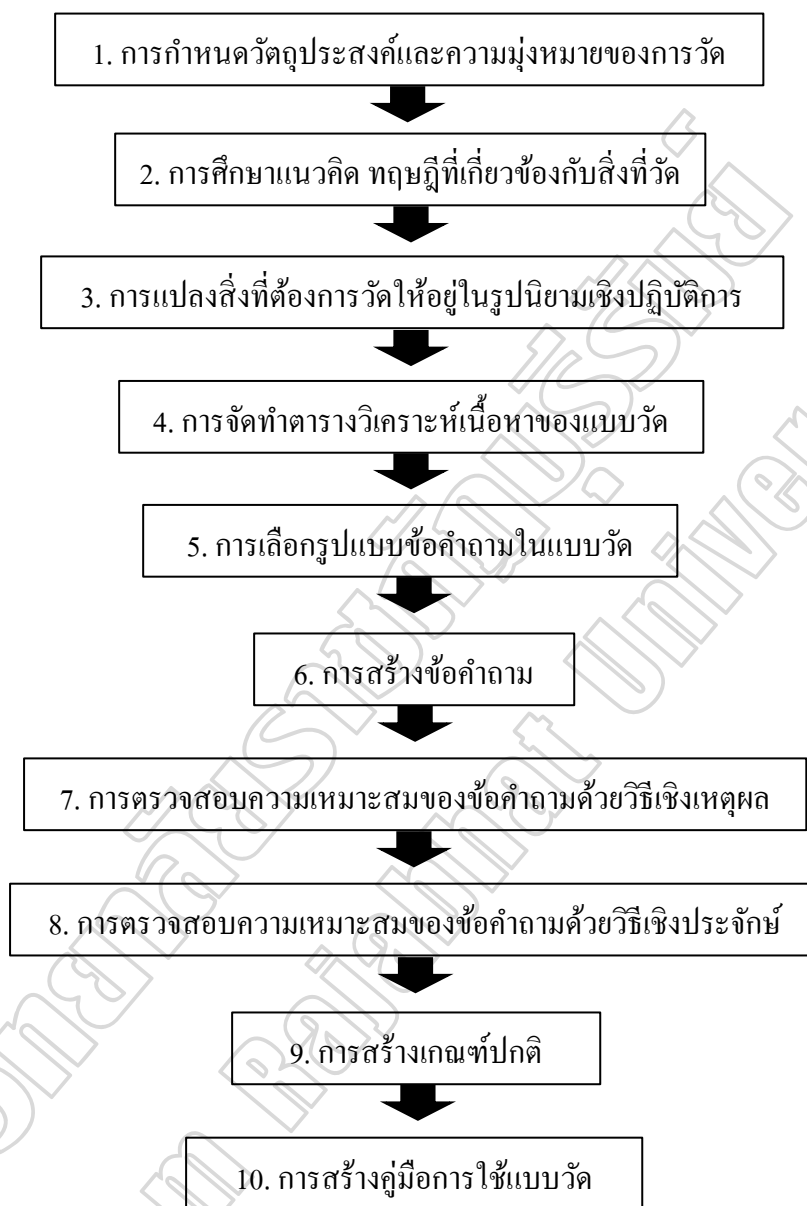 1. การกำหนดวัตถุประสงค์และความมุ่งหมายของการวัด
2. การศึกษาแนวคิด ทฤษฎีที่เกี่ยวข้องกับสิ่งที่วัด
3. การแปลงสิ่งที่ต้องการวัดให้อยู่ในรูปนิยามเชิงปฏิบัติการ
4. การจัดทำตารางวิเคราะห์เนื้อหาของแบบวัด
5. การเลือกรูปแบบข้อคำถามในแบบวัด
6. การสร้างข้อคำถาม
7. การตรวจสอบความเหมาะสมของข้อคำถามด้วยวิธีเชิงเหตุผล
8. การตรวจสอบความเหมาะสมของข้อคำถามด้วยวิธีเชิงประจักษ์
9. การสร้างเกณฑ์ปกติ
10. การสร้างคู่มือการใช้แบบวัด
Rajabhat